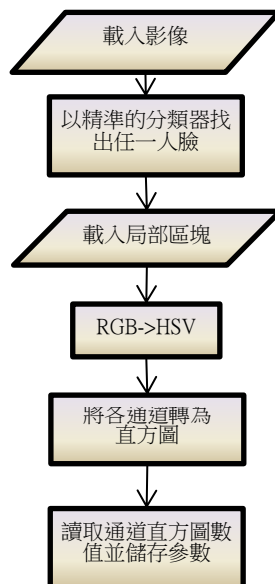 載入影像
以精準的分類器找
出任一人臉
載入局部區塊
RGB->HSV
將各通道轉為
直方圖
讀取通道直方圖數
值並儲存參數